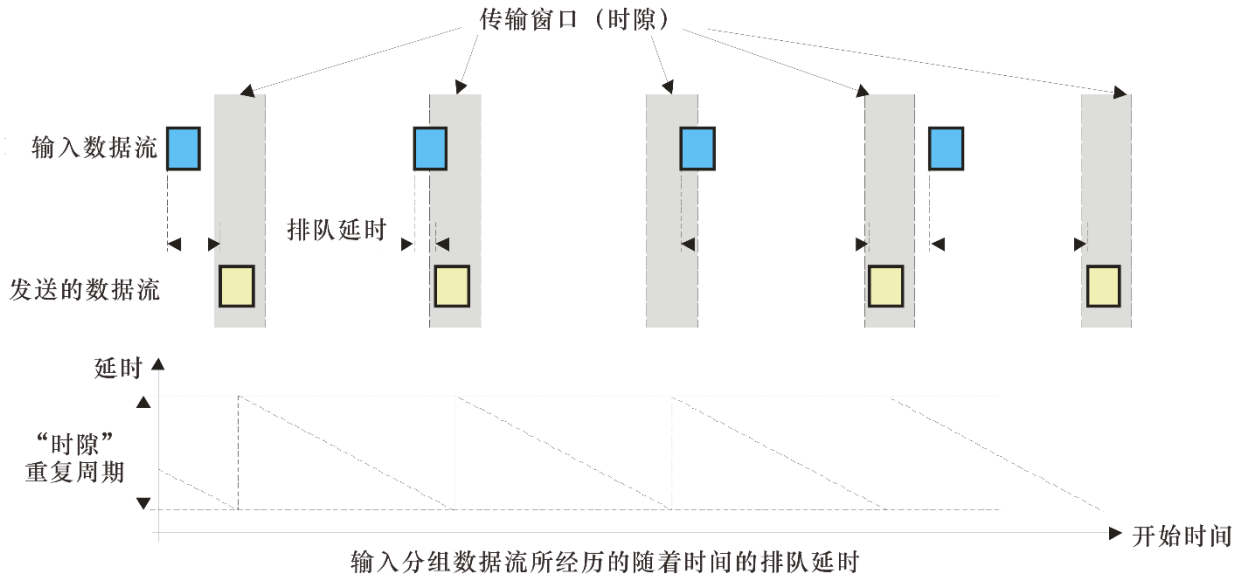 传输窗口（时隙）
输入数据流
排队延时
发送的数据流
延时
“时隙”
重复周期
开始时间
输入分组数据流所经历的随着时间的排队延时